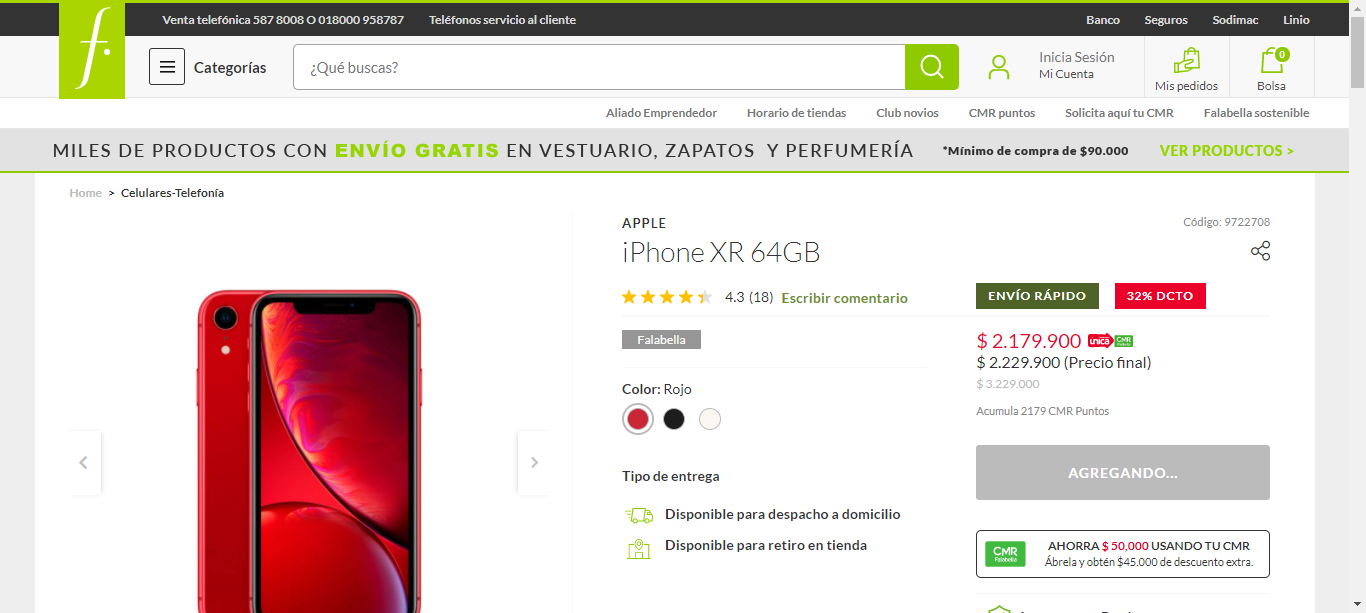 Venta telefónica 587 8008 O 018000 958787
Teléfonos servicio al cliente
Banco
Seguros
Sodimac
Linio
f.
Categorías
¿Qué buscas?
Inicia Sesión
Mi Cuenta
Mis pedidos
0
Bolsa
Aliado Emprendedor
Horario de tiendas
Club novios
CMR puntos
Solicita aquí tu CMR
Falabella sostenible
MILES DE PRODUCTOS CON ENVÍO GRATIS EN VESTUARIO, ZAPATOS Y PERFUMERÍA
*Mínimo de compra de $90.000
VER PRODUCTOS >
Home > Celulares-Telefonía
APPLE
Código: 9722708
iPhone XR 64GB
4.3 (18) Escribir comentario
ENVÍO RÁPIDO
32% DCTO
Falabella
$ 2.179.900 única CMR
$ 2.229.900 (Precio final)
$ 3.229.000
Acumula 2179 CMR Puntos
Color: Rojo
AGREGANDO...
Tipo de entrega
Disponible para despacho a domicilio
Disponible para retiro en tienda
CMR
Falabella
AHORRA $ 50,000 USANDO TU CMR
Ábrela y obtén $45.000 de descuento extra.